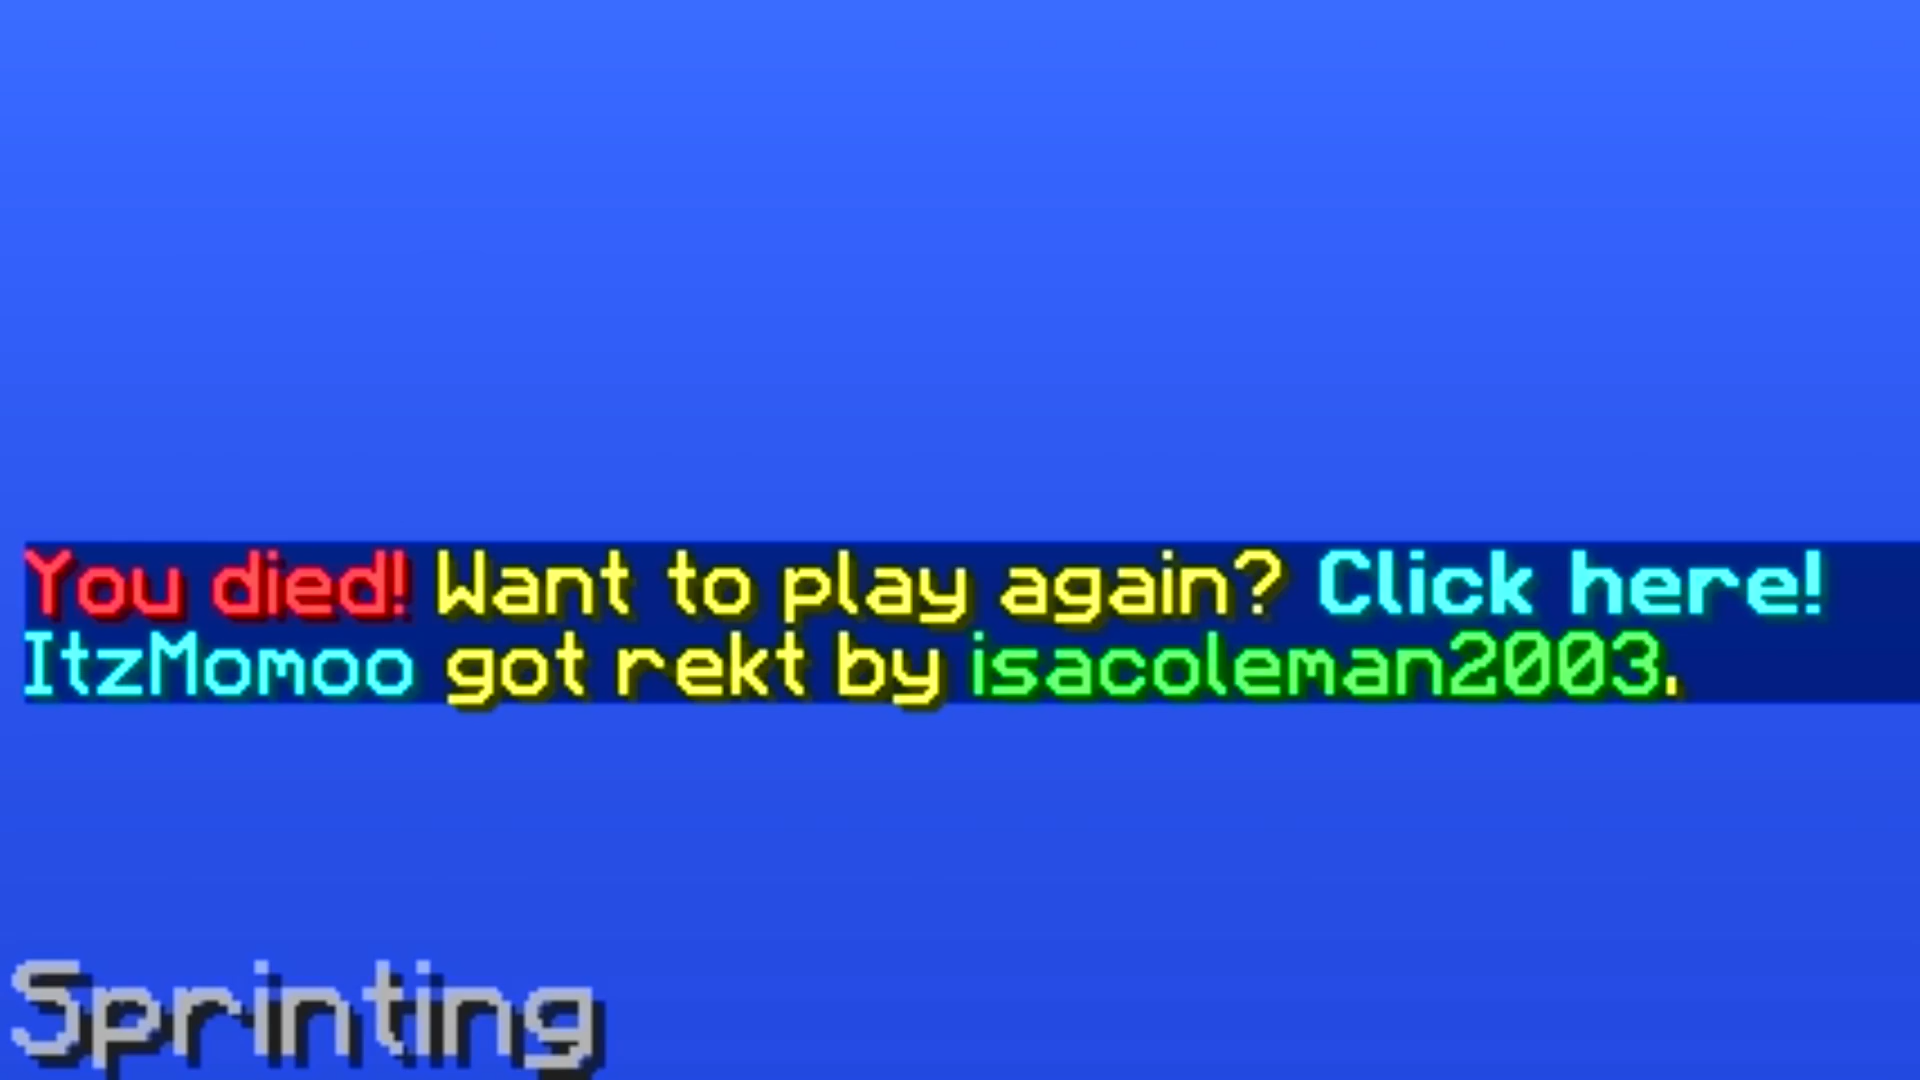 You died! Want to play again? Click here!
ItzMomoo got rekt by isacoleman2003.
Sprinting